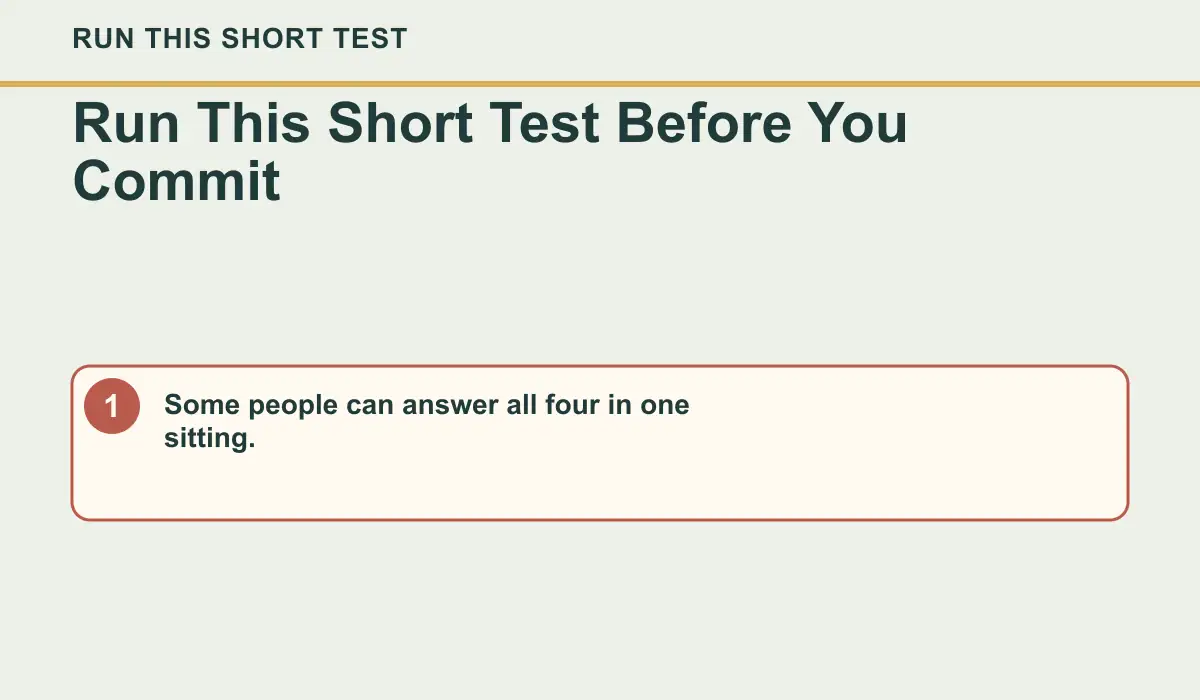 RUN THIS SHORT TEST
Run This Short Test Before You
Commit
1
Some people can answer all four in one
sitting.